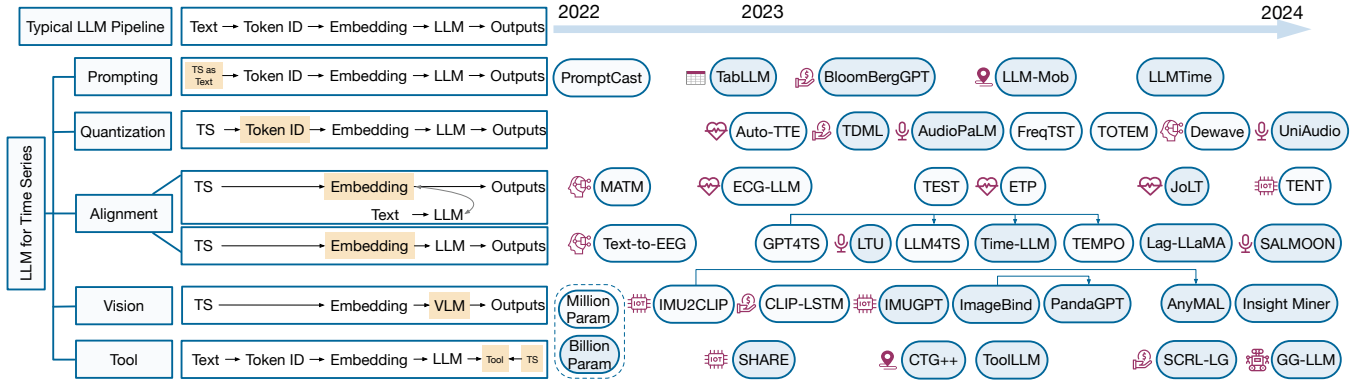 2022 2023 2024
Typical LLM Pipeline Text Token ID Embedding LLM Outputs
LLM for Time Series
Prompting TS as Text Token ID Embedding LLM Outputs PromptCast TabLLM BloomBergGPT LLM-Mob LLMTime
Quantization TS Token ID Embedding LLM Outputs Auto-TTE TDML AudioPaLM FreqTST TOTEM Dewave UniAudio
Alignment TS Embedding Outputs MATM ECG-LLM TEST ETP JoLT IOT TENT
Text LLM
TS Embedding LLM Outputs Text-to-EEG GPT4TS LTU LLM4TS Time-LLM TEMPO Lag-LLaMA SALMOON
Vision TS Embedding VLM Outputs Million Param IOT IMU2CLIP CLIP-LSTM IOT IMUGPT ImageBind PandaGPT AnyMAL Insight Miner
Tool Text Token ID Embedding LLM Tool TS Billion Param IOT SHARE CTG++ ToolLLM SCRL-LG GG-LLM